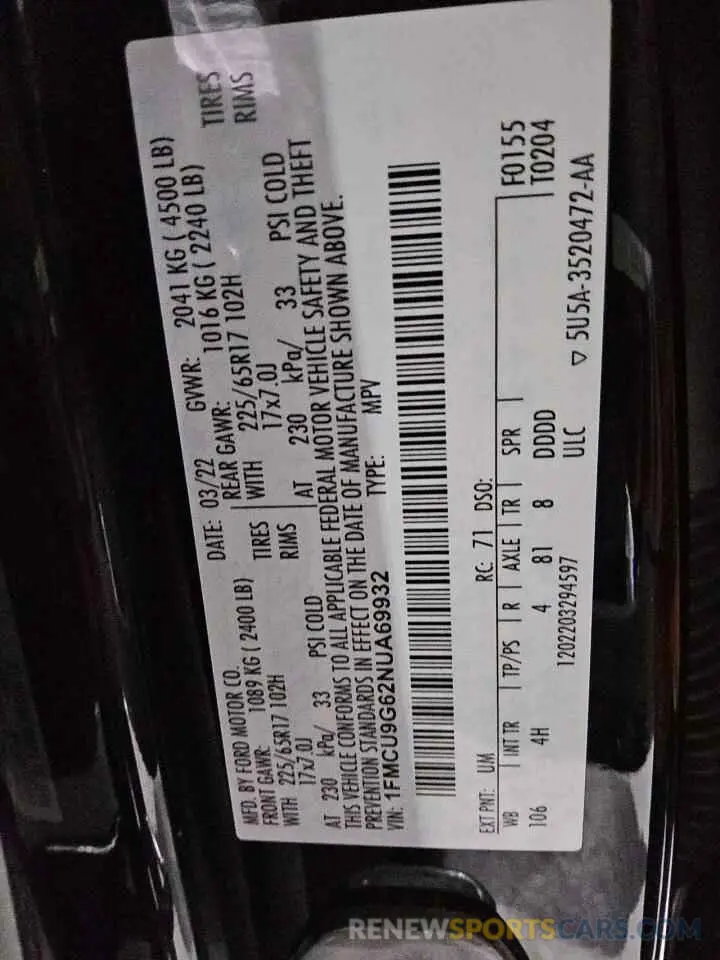 MFD. BY FORD MOTOR CO.
DATE: 03/22 GVWR: 2041 KG ( 4500 LB)
FRONT GAWR: 1089 KG ( 2400 LB)
REAR GAWR: 1016 KG ( 2240 LB)
WITH 225/65R17 102H TIRES
WITH 225/65R17 102H TIRES
17x7.0J RIMS
17x7.0J RIMS
AT 230 kPa/ 33 PSI COLD
AT 230 kPa/ 33 PSI COLD
THIS VEHICLE CONFORMS TO ALL APPLICABLE FEDERAL MOTOR VEHICLE SAFETY AND THEFT
PREVENTION STANDARDS IN EFFECT ON THE DATE OF MANUFACTURE SHOWN ABOVE.
VIN: 1FMCU9G62NUA69932 TYPE: MPV
EXT PNT: UM RC: 71 DSO:
F0155
WB INT TR TP/PS R AXLE TR SPR
T0204
106 4H 4 81 8 DDDD
1202203294597 ULC ▽ 5U5A-3520472-AA
RENEWSPORTSCARS.COM